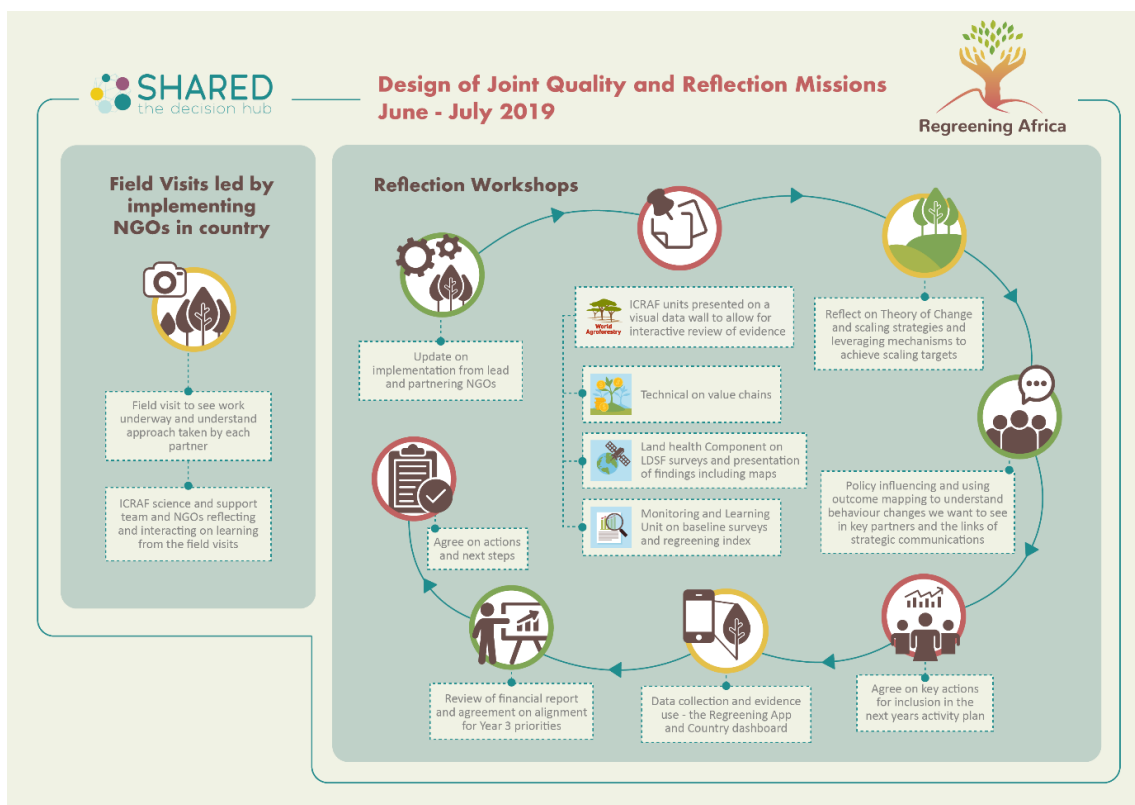 SHARED
the decision hub
Design of Joint Quality and Reflection Missions
June - July 2019
Regreening Africa
Field Visits led by
implementing
NGOs in country
Field visit to see work
underway and understand
approach taken by each
partner
ICRAF science and support
team and NGOs reflecting
and interacting on learning
from the field visits
Reflection Workshops
Update on
implementation from lead
and partnering NGOs
World
Agroforestry
ICRAF units presented on a
visual data wall to allow for
interactive review of evidence
Technical on value chains
Land health Component on
LDSF surveys and presentation
of findings including maps
Monitoring and Learning
Unit on baseline surveys
and regreening index
Reflect on Theory of Change
and scaling strategies and
leveraging mechanisms to
achieve scaling targets
Policy influencing and using
outcome mapping to understand
behaviour changes we want to see
in key partners and the links of
strategic communications
Agree on key actions
for inclusion in the
next years activity plan
Data collection and evidence
use - the Regreening App
and Country dashboard
Review of financial report
and agreement on alignment
for Year 3 priorities
Agree on actions
and next steps